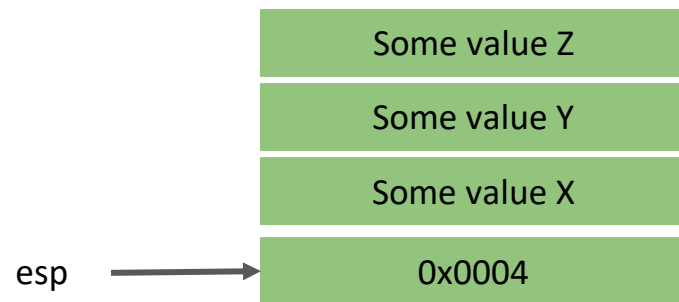 Some value Z
Some value Y
Some value X
esp
0x0004